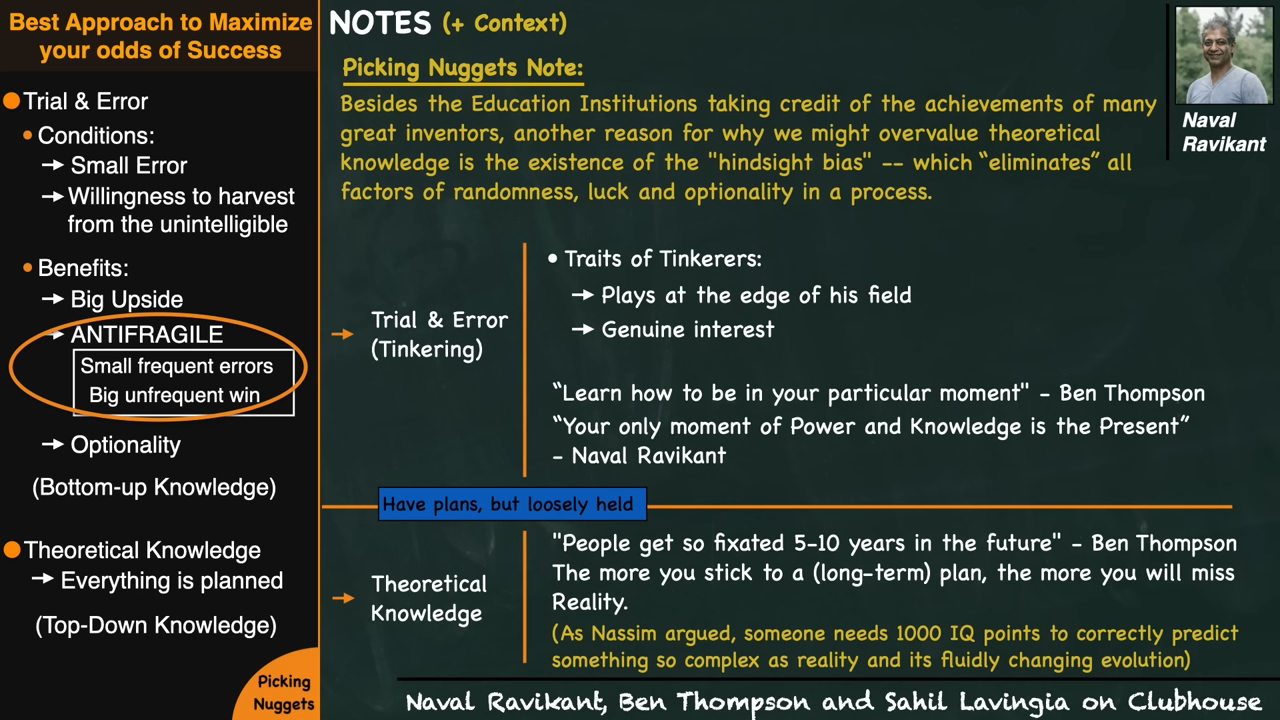 Best Approach to Maximize
your odds of Success
Trial & Error
Conditions:
→ Small Error
→ Willingness to harvest
from the unintelligible
Benefits:
→ Big Upside
→ ANTIFRAGILE
Small frequent errors
Big unfrequent win
→ Optionality
(Bottom-up Knowledge)
Theoretical Knowledge
→ Everything is planned
(Top-Down Knowledge)
Picking
Nuggets
NOTES (+ Context)
Picking Nuggets Note:
Besides the Education Institutions taking credit of the achievements of many
great inventors, another reason for why we might overvalue theoretical
knowledge is the existence of the "hindsight bias" -- which “eliminates” all
factors of randomness, luck and optionality in a process.
Naval
Ravikant
→ Trial & Error
(Tinkering)
• Traits of Tinkerers:
→ Plays at the edge of his field
→ Genuine interest
“Learn how to be in your particular moment" - Ben Thompson
“Your only moment of Power and Knowledge is the Present”
- Naval Ravikant
Have plans, but loosely held
→ Theoretical
Knowledge
"People get so fixated 5-10 years in the future" - Ben Thompson
The more you stick to a (long-term) plan, the more you will miss
Reality.
(As Nassim argued, someone needs 1000 IQ points to correctly predict
something so complex as reality and its fluidly changing evolution)
Naval Ravikant, Ben Thompson and Sahil Lavingia on Clubhouse